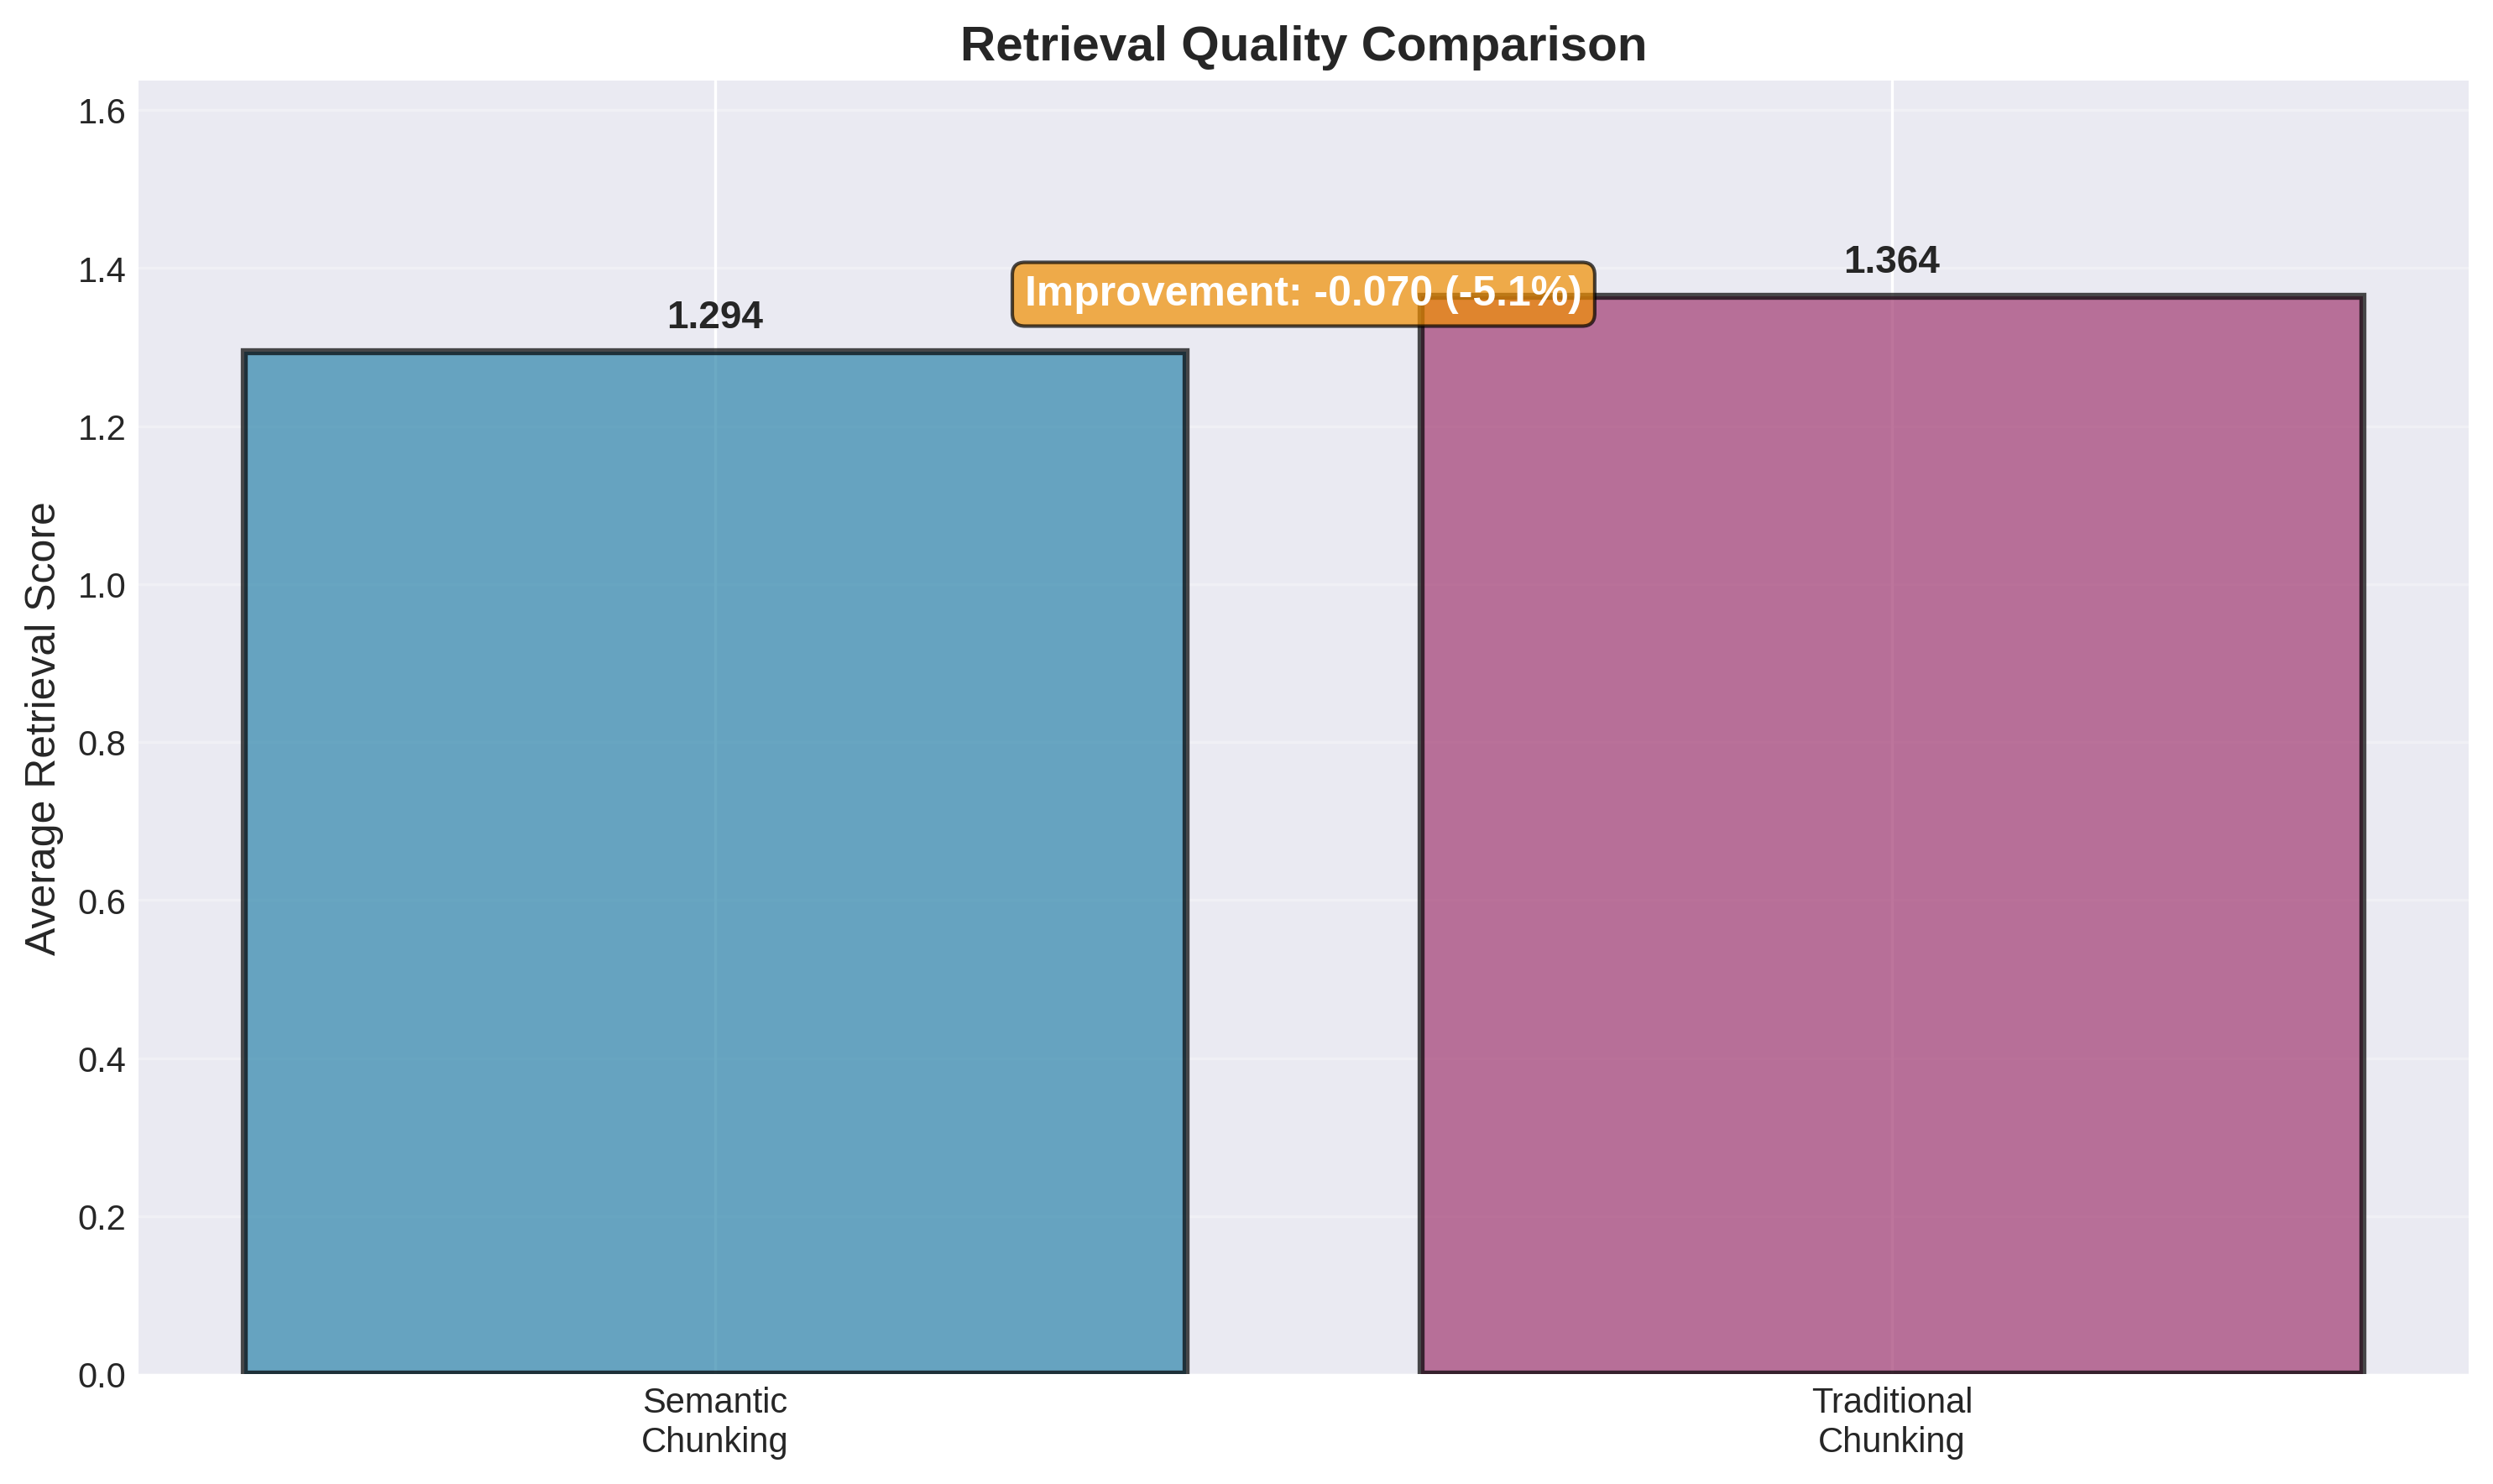 Retrieval Quality Comparison
Average Retrieval Score
1.6
1.4
1.2
1.0
0.8
0.6
0.4
0.2
0.0
1.294
Improvement: -0.070 (-5.1%)
1.364
Semantic
Chunking
Traditional
Chunking